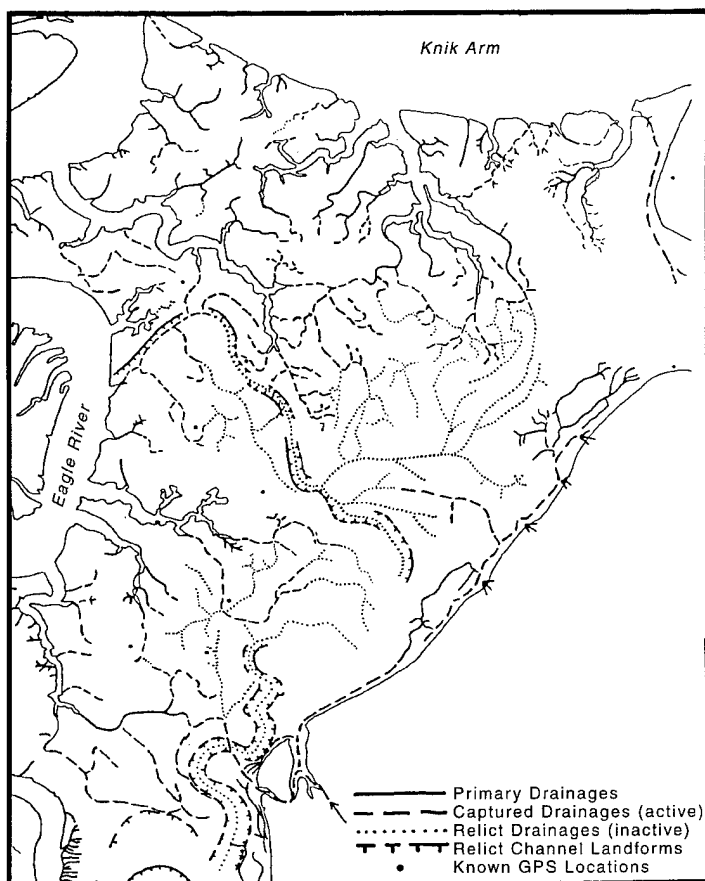 Knik Arm
Eagle River
Primary Drainages
Captured Drainages (active)
Relict Drainages (inactive)
Relict Channel Landforms
Known GPS Locations